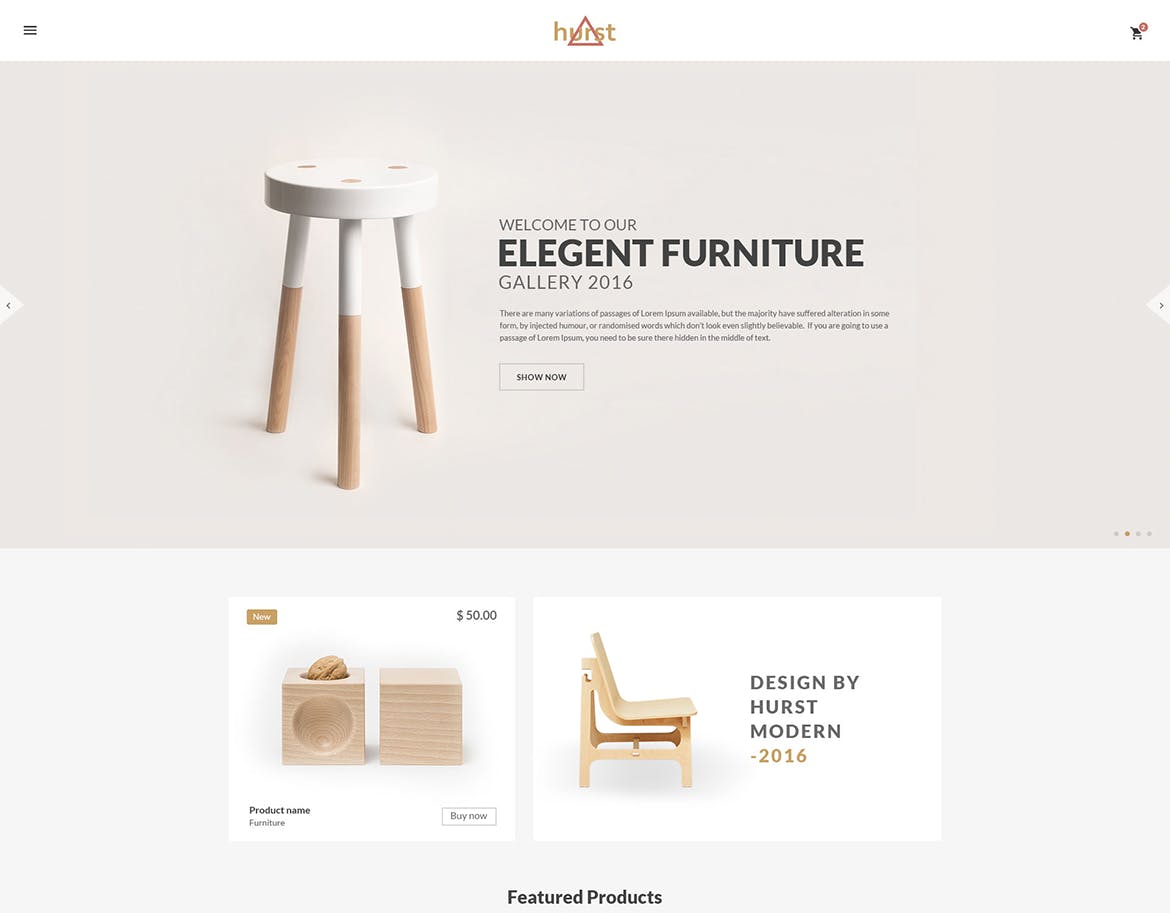 hurst
2
WELCOME TO OUR
ELEGENT FURNITURE
GALLERY 2016
There are many variations of passages of Lorem Ipsum available, but the majority have suffered alteration in some
form, by injected humour, or randomised words which don't look even slightly believable. If you are going to use a
passage of Lorem Ipsum, you need to be sure there hidden in the middle of text.
SHOW NOW
New
$ 50.00
Product name
Furniture
Buy now
DESIGN BY
HURST
MODERN
-2016
Featured Products